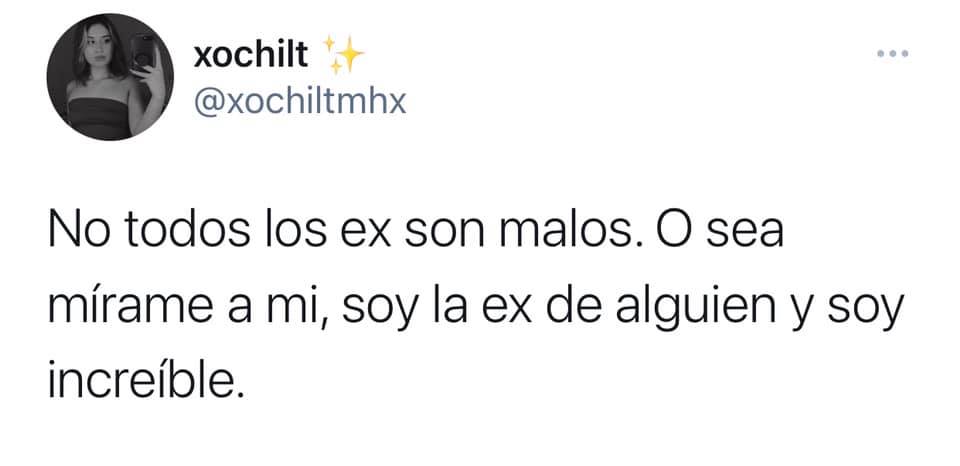 xochilt ✨
@xochiltmhx
No todos los ex son malos. O sea
mírame a mi, soy la ex de alguien y soy
increíble.